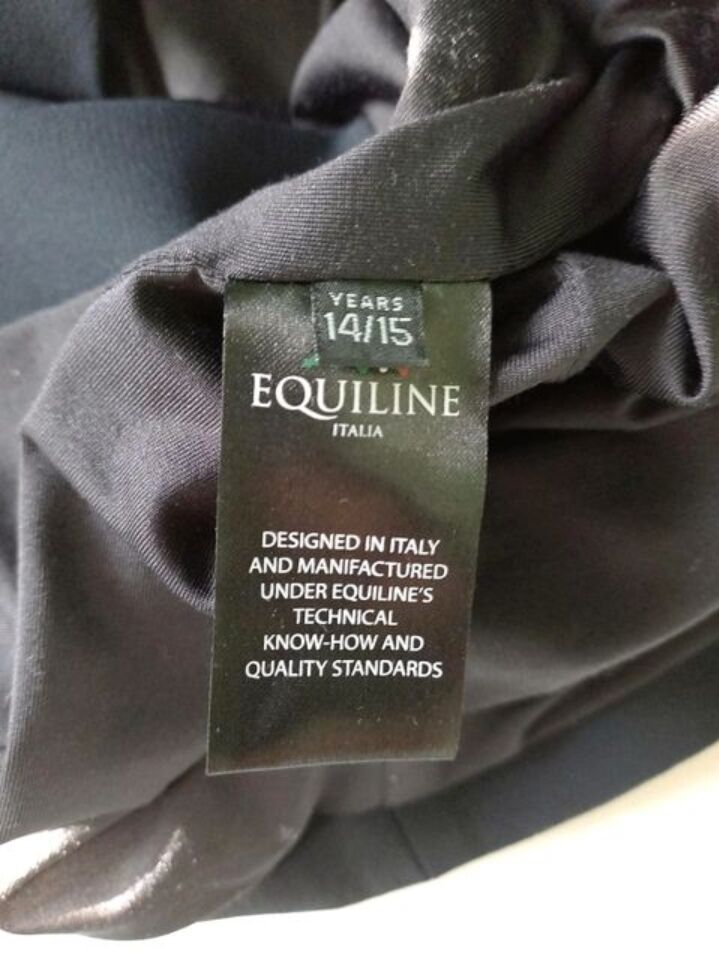 YEARS
14/15
EQUILINE
ITALIA
DESIGNED IN ITALY
AND MANIFACTURED
UNDER EQUILINE'S
TECHNICAL
KNOW-HOW AND
QUALITY STANDARDS